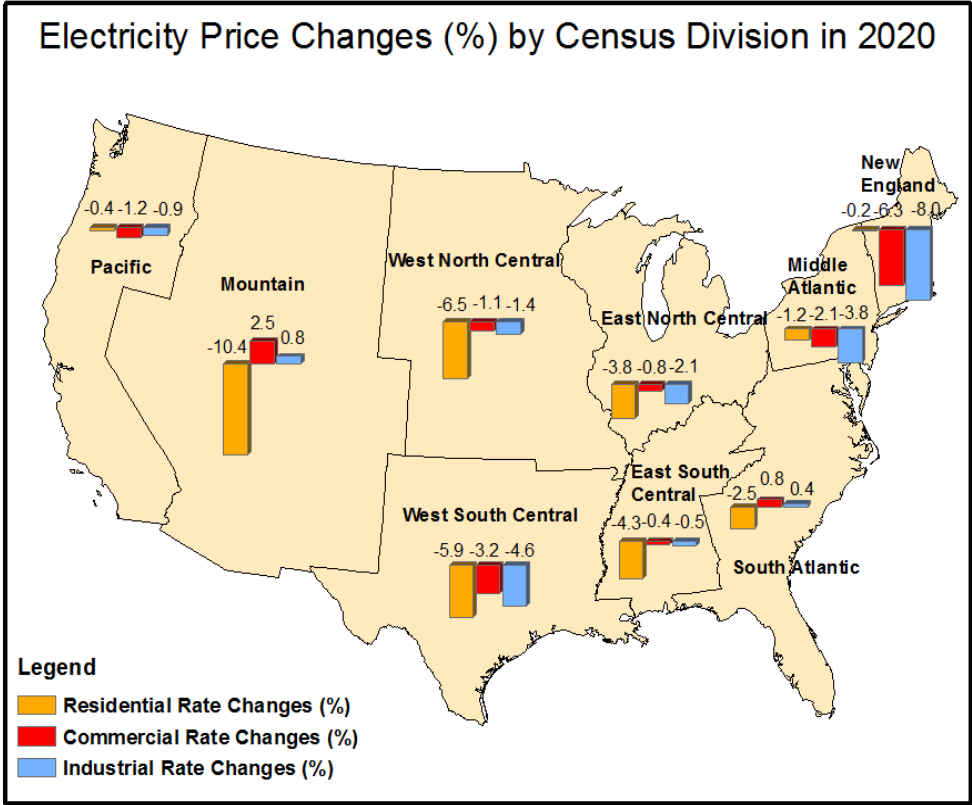 Electricity Price Changes (%) by Census Division in 2020
New
England
-0.2 -6.3 -8.0
-0.4 -1.2 -0.9
Pacific
West North Central
-6.5 -1.1 -1.4
Middle
Atlantic
-1.2 -2.1 -3.8
Mountain
-10.4 2.5 0.8
East North Central
-3.8 -0.8 -2.1
East South
Central
-4.3 -0.4 -0.5
-2.5 0.8 0.4
South Atlantic
West South Central
-5.9 -3.2 -4.6
Legend
Residential Rate Changes (%)
Commercial Rate Changes (%)
Industrial Rate Changes (%)